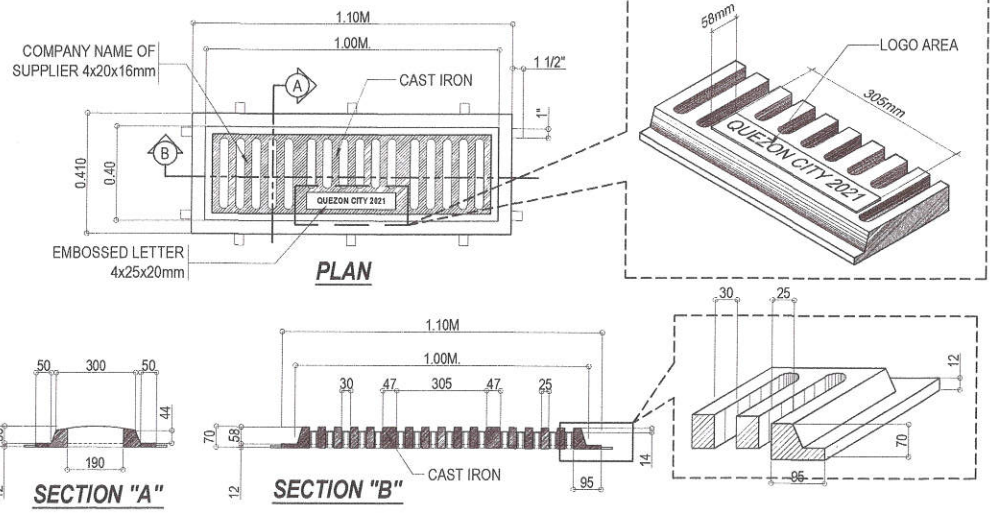 1.10M
1.00M.
1 1/2"
1"
COMPANY NAME OF
SUPPLIER 4x20x16mm
CAST IRON
A
B
0.410
0.40
QUEZON CITY 2021
EMBOSSED LETTER
4x25x20mm
PLAN
58mm
LOGO AREA
305mm
QUEZON CITY 2021
50
300
50
44
190
12
SECTION "A"
1.10M
1.00M.
30
47
305
47
25
70
58
12
14
95
CAST IRON
SECTION "B"
30
25
12
70
95